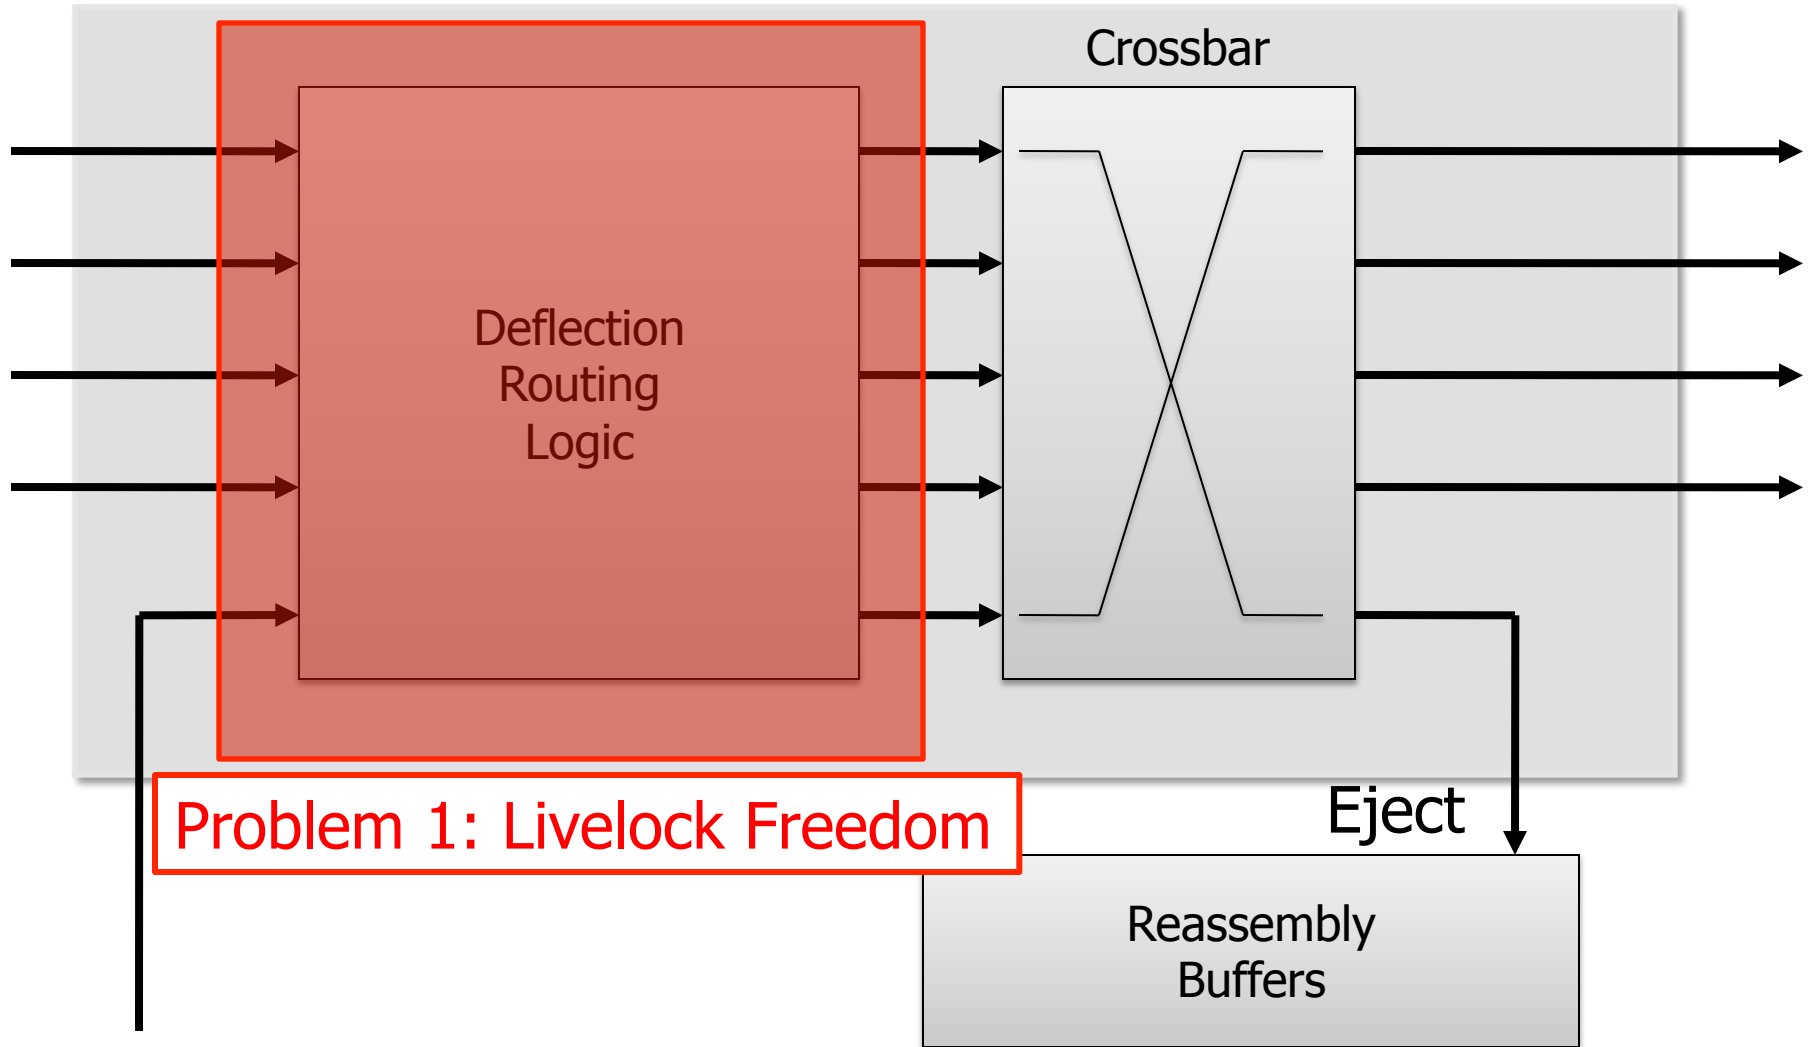 Crossbar
Deflection
Routing
Logic
Problem 1: Livelock Freedom
Eject
Reassembly
Buffers